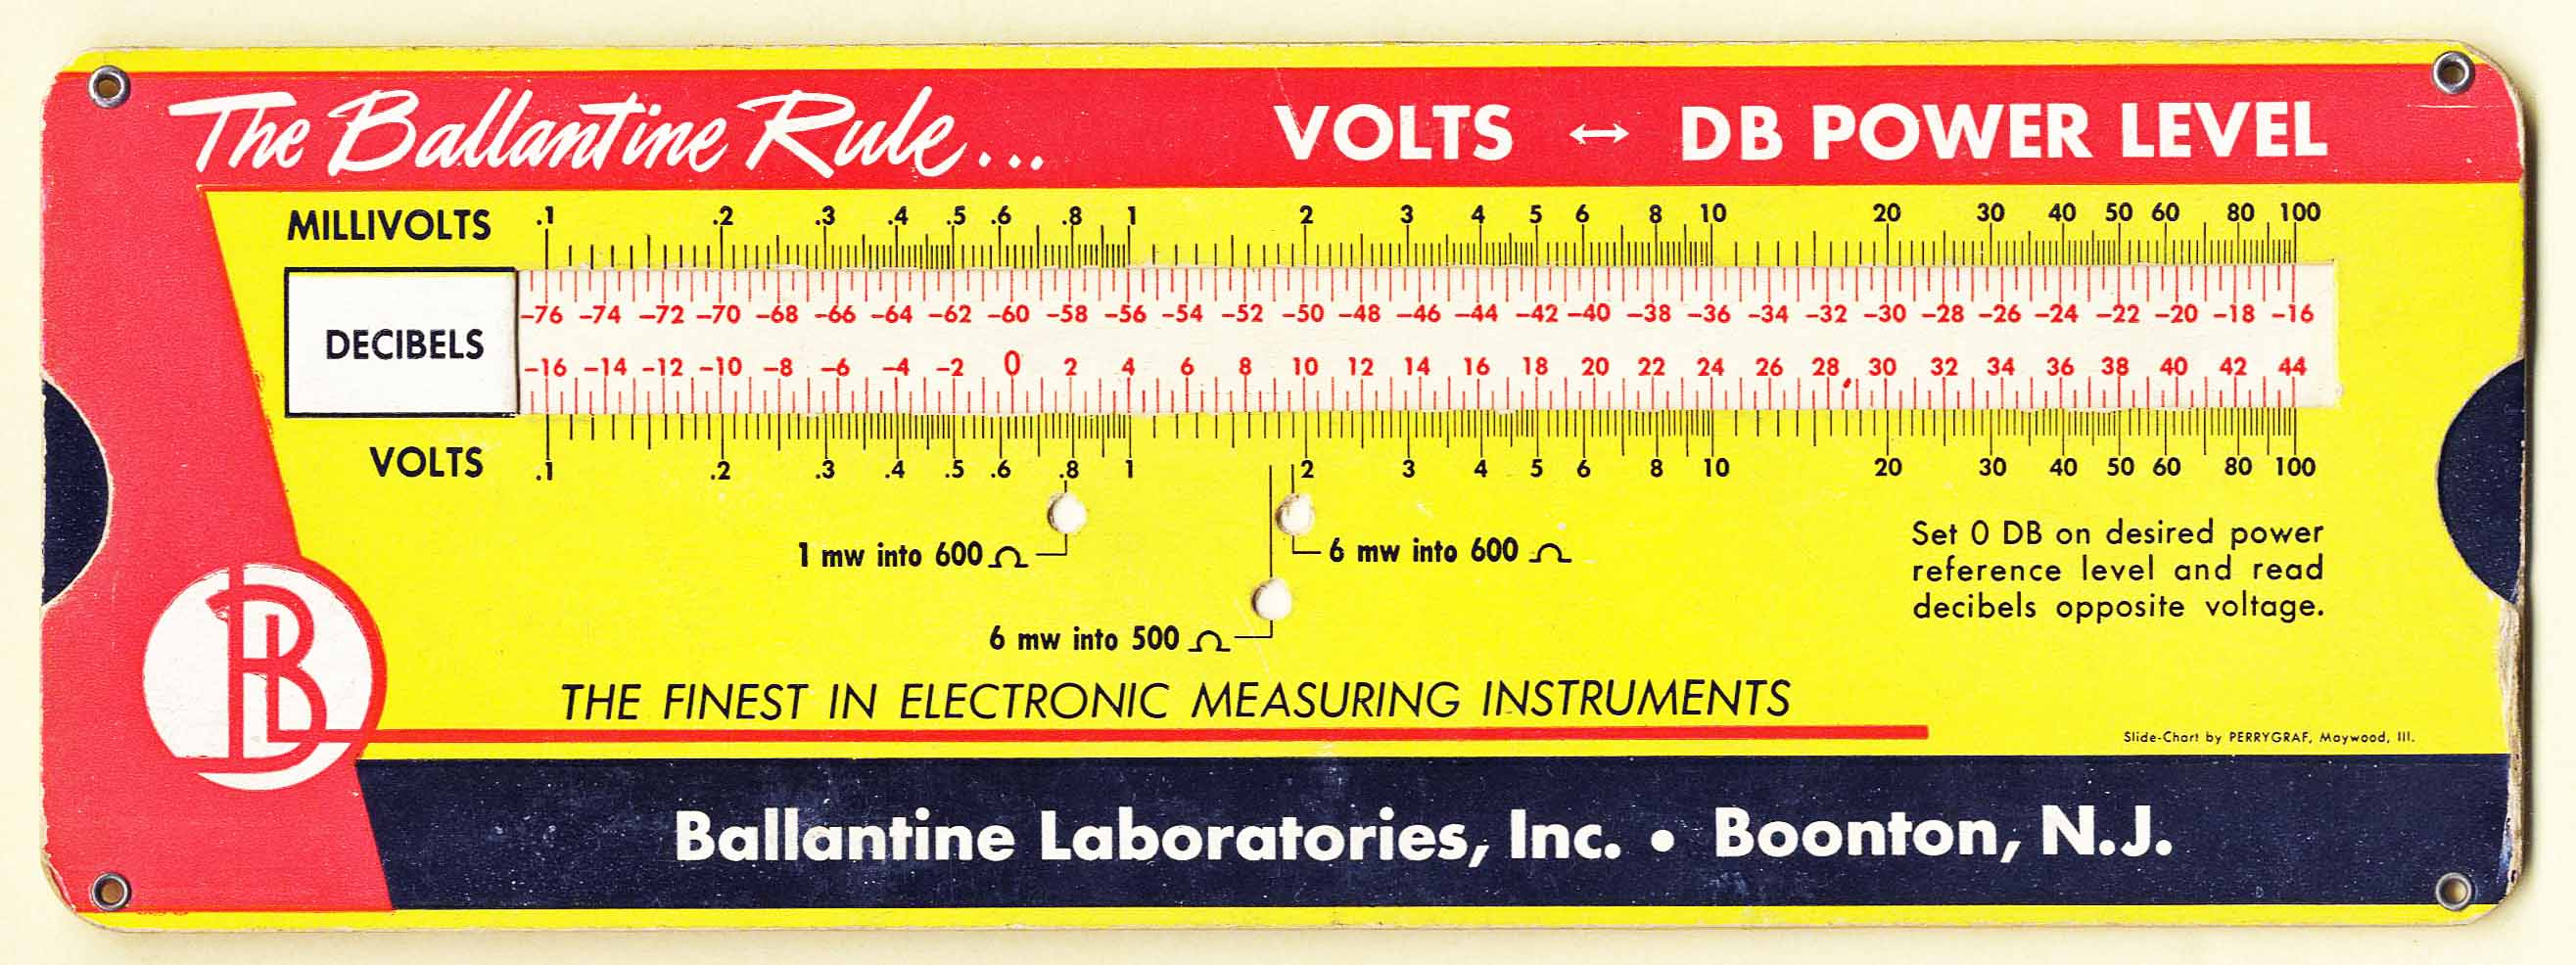 The Ballantine Rule...
VOLTS ↔ DB POWER LEVEL
MILLIVOLTS .1 .2 .3 .4 .5 .6 .8 1 2 3 4 5 6 8 10 20 30 40 50 60 80 100
−76 −74 −72 −70 −68 −66 −64 −62 −60 −58 −56 −54 −52 −50 −48 −46 −44 −42 −40 −38 −36 −34 −32 −30 −28 −26 −24 −22 −20 −18 −16
DECIBELS
−16 −14 −12 −10 −8 −6 −4 −2 0 2 4 6 8 10 12 14 16 18 20 22 24 26 28 30 32 34 36 38 40 42 44
VOLTS .1 .2 .3 .4 .5 .6 .8 1 2 3 4 5 6 8 10 20 30 40 50 60 80 100
1 mw into 600 Ω
6 mw into 600 Ω
6 mw into 500 Ω
Set 0 DB on desired power
reference level and read
decibels opposite voltage.
BL
THE FINEST IN ELECTRONIC MEASURING INSTRUMENTS
Slide-Chart by PERRYGRAF, Maywood, Ill.
Ballantine Laboratories, Inc. • Boonton, N.J.